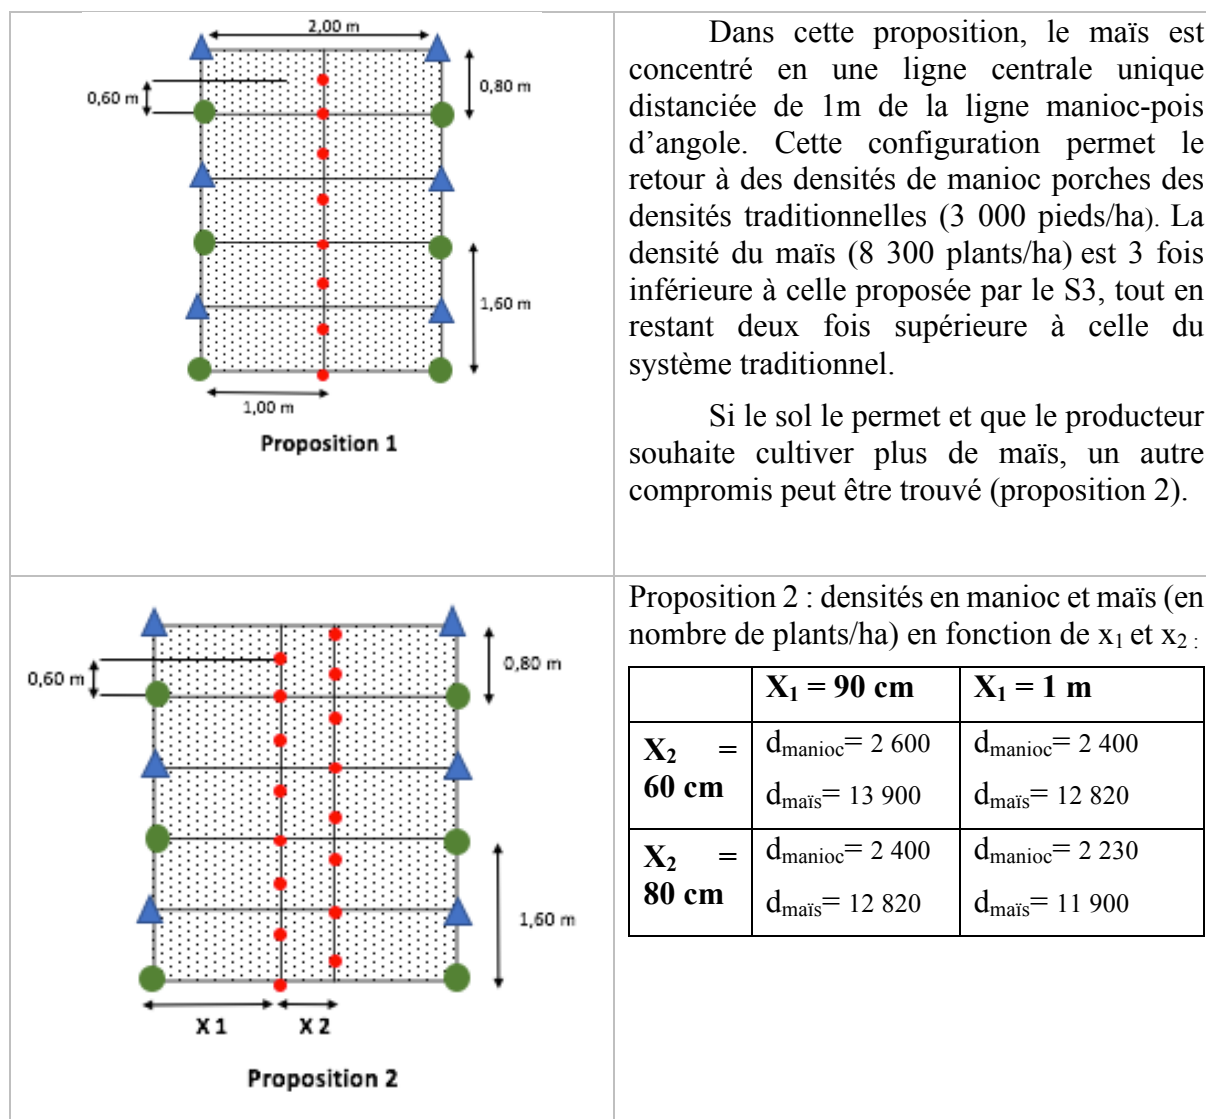 2,00 m
0,60 m
0,80 m
1,60 m
1,00 m
Proposition 1
Dans cette proposition, le maïs est
concentré en une ligne centrale unique
distanciée de 1m de la ligne manioc-pois
d’angole. Cette configuration permet le
retour à des densités de manioc porches des
densités traditionnelles (3 000 pieds/ha). La
densité du maïs (8 300 plants/ha) est 3 fois
inférieure à celle proposée par le S3, tout en
restant deux fois supérieure à celle du
système traditionnel.
Si le sol le permet et que le producteur
souhaite cultiver plus de maïs, un autre
compromis peut être trouvé (proposition 2).
0,60 m
0,80 m
1,60 m
X 1 X 2
Proposition 2
Proposition 2 : densités en manioc et maïs (en
nombre de plants/ha) en fonction de x1 et x2 :
X1 = 90 cm X1 = 1 m
X2 = 60 cm
dmanioc= 2 600 dmanioc= 2 400
dmaïs= 13 900 dmaïs= 12 820
X2 = 80 cm
dmanioc= 2 400 dmanioc= 2 230
dmaïs= 12 820 dmaïs= 11 900